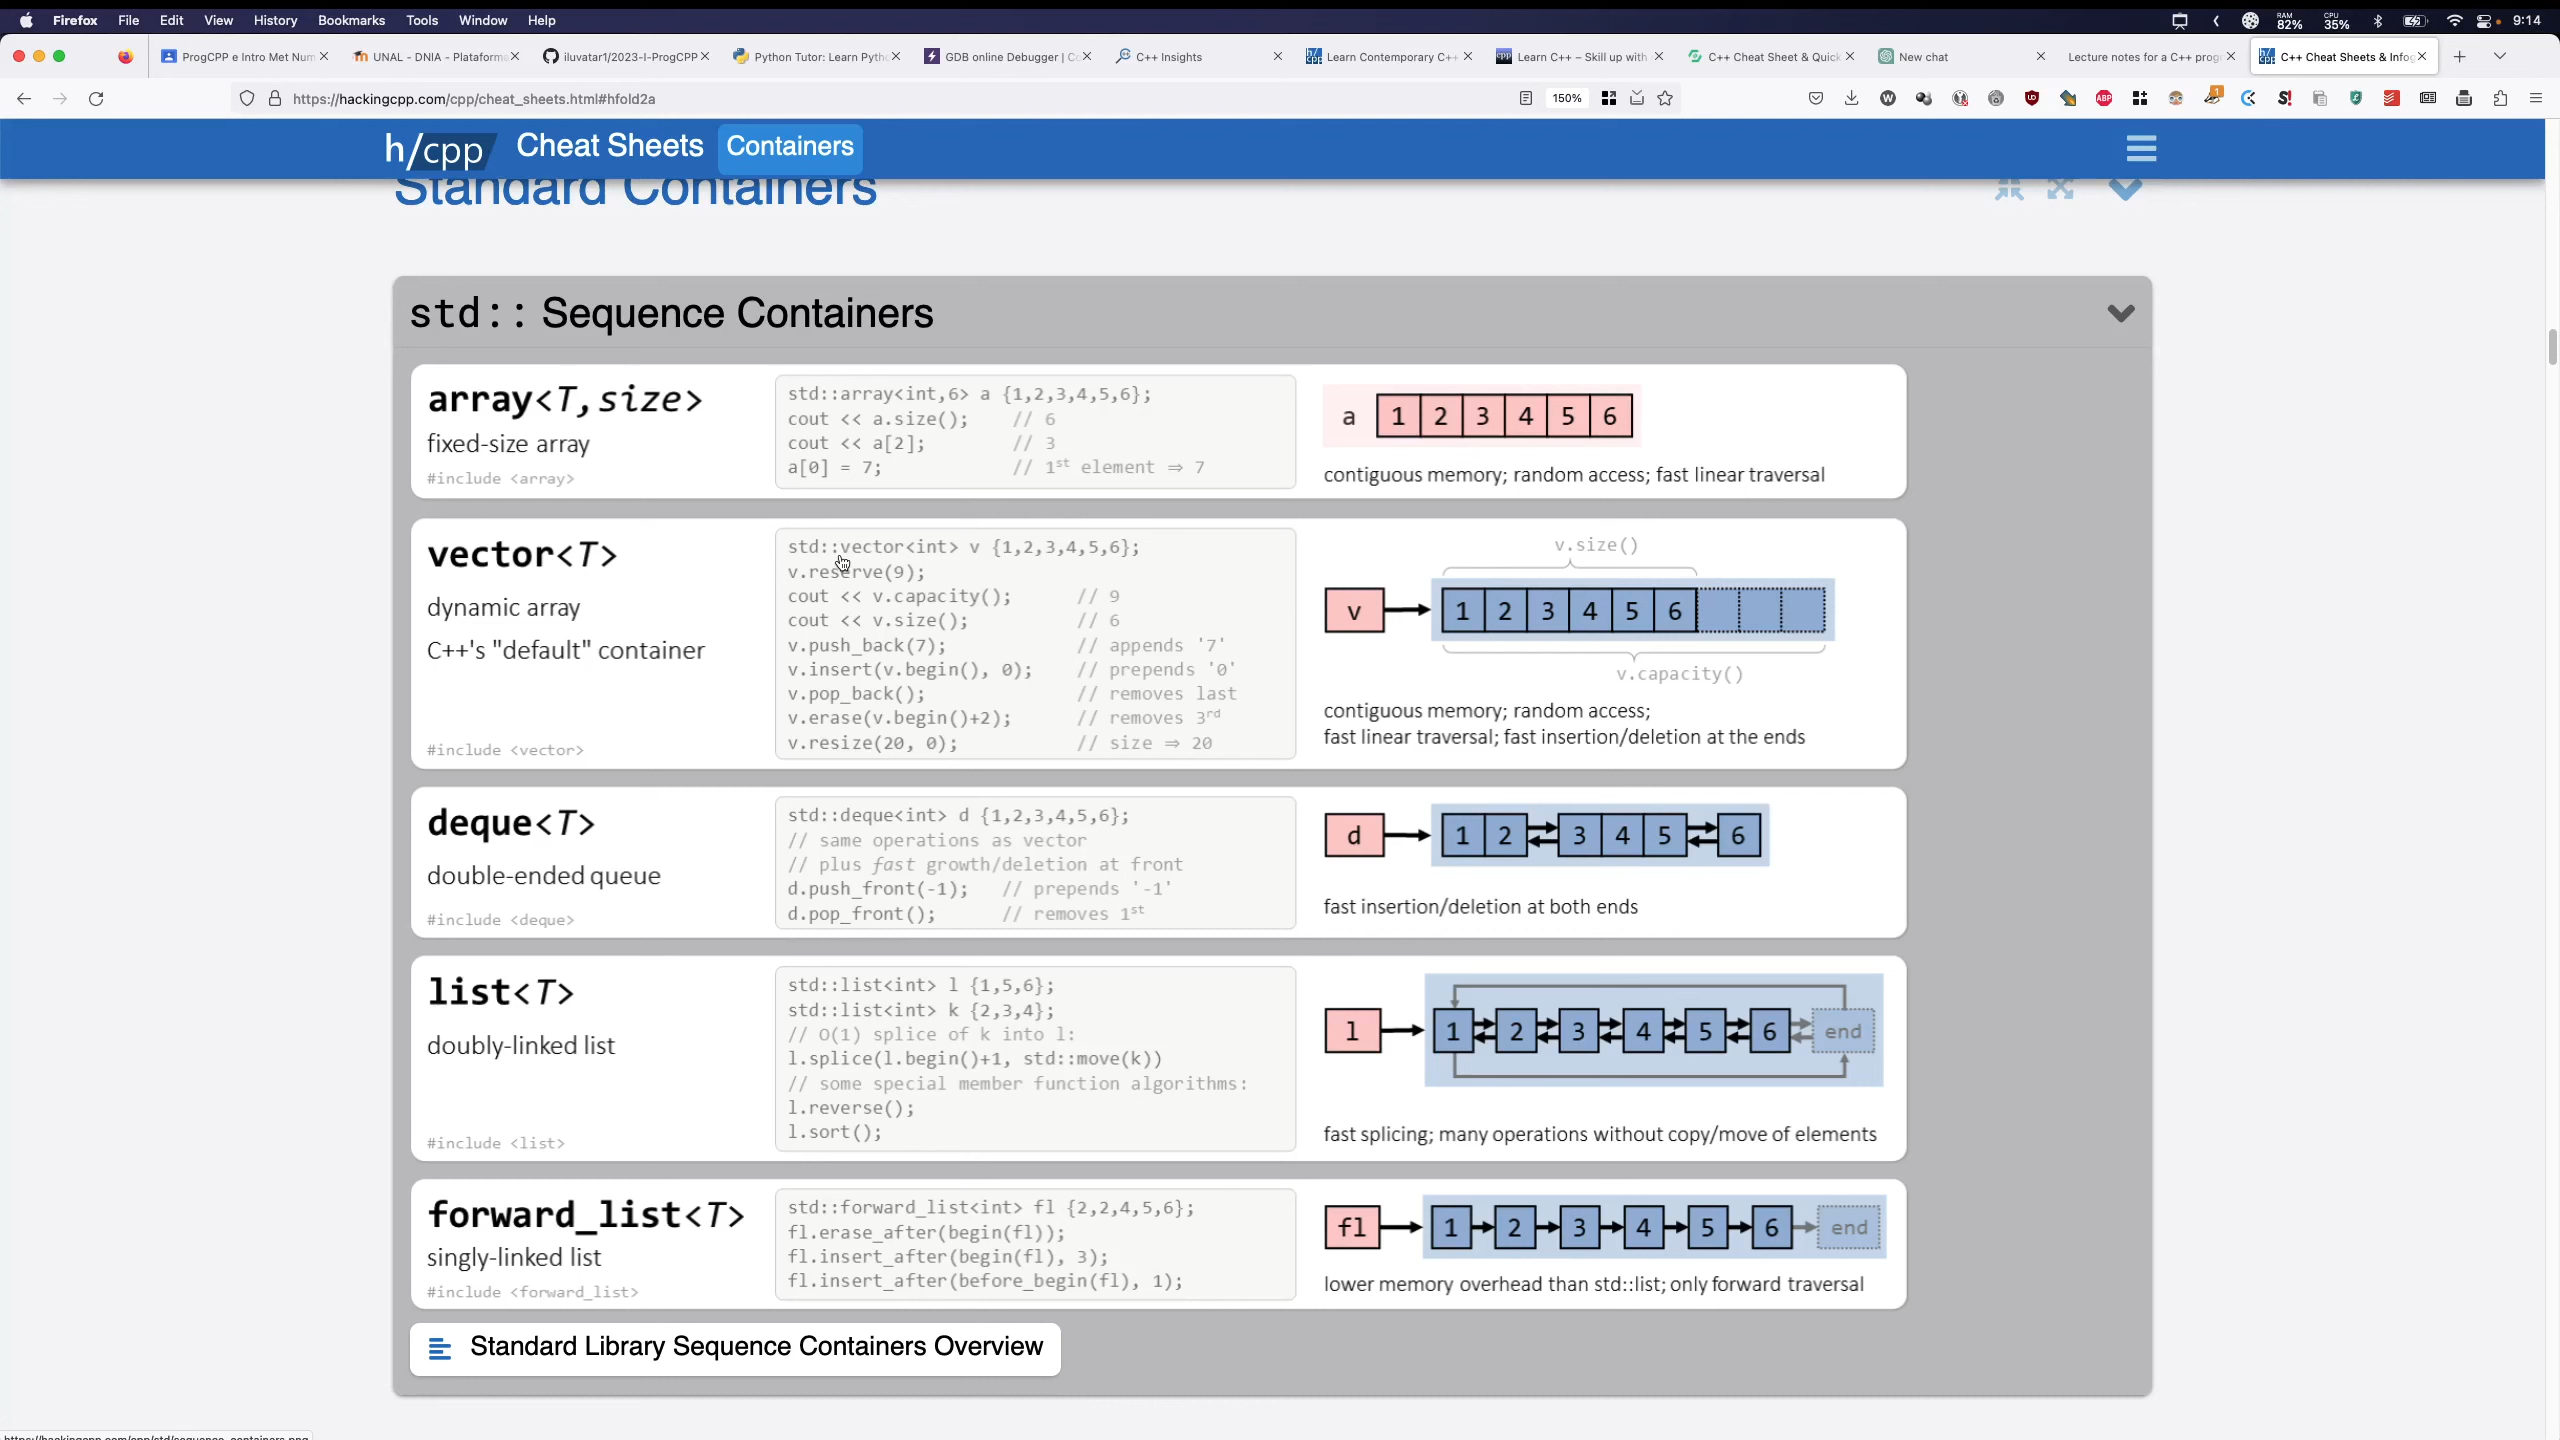 Firefox File Edit View History Bookmarks Tools Window Help RAM 82% CPU 35% 9:14
ProgCPP e Intro Met Num UNAL - DNIA - Plataforma iluvatar1/2023-I-ProgCPP Python Tutor: Learn Pyth GDB online Debugger | Co C++ Insights Learn Contemporary C++ Learn C++ – Skill up with C++ Cheat Sheet & Quick New chat Lecture notes for a C++ prog C++ Cheat Sheets & Infog
https://hackingcpp.com/cpp/cheat_sheets.html#hfold2a 150%
h/cpp Cheat Sheets Containers
Standard Containers
std:: Sequence Containers
array<T,size>
fixed-size array
#include <array>
std::array<int,6> a {1,2,3,4,5,6};
cout << a.size(); // 6
cout << a[2]; // 3
a[0] = 7; // 1st element ⇒ 7
a 1 2 3 4 5 6
contiguous memory; random access; fast linear traversal
vector<T>
dynamic array
C++'s "default" container
#include <vector>
std::vector<int> v {1,2,3,4,5,6};
v.reserve(9);
cout << v.capacity(); // 9
cout << v.size(); // 6
v.push_back(7); // appends '7'
v.insert(v.begin(), 0); // prepends '0'
v.pop_back(); // removes last
v.erase(v.begin()+2); // removes 3rd
v.resize(20, 0); // size ⇒ 20
v.size()
v 1 2 3 4 5 6
v.capacity()
contiguous memory; random access;
fast linear traversal; fast insertion/deletion at the ends
deque<T>
double-ended queue
#include <deque>
std::deque<int> d {1,2,3,4,5,6};
// same operations as vector
// plus fast growth/deletion at front
d.push_front(-1); // prepends '-1'
d.pop_front(); // removes 1st
d 1 2 3 4 5 6
fast insertion/deletion at both ends
list<T>
doubly-linked list
#include <list>
std::list<int> l {1,5,6};
std::list<int> k {2,3,4};
// O(1) splice of k into l:
l.splice(l.begin()+1, std::move(k))
// some special member function algorithms:
l.reverse();
l.sort();
l 1 2 3 4 5 6 end
fast splicing; many operations without copy/move of elements
forward_list<T>
singly-linked list
#include <forward_list>
std::forward_list<int> fl {2,2,4,5,6};
fl.erase_after(begin(fl));
fl.insert_after(begin(fl), 3);
fl.insert_after(before_begin(fl), 1);
fl 1 2 3 4 5 6 end
lower memory overhead than std::list; only forward traversal
Standard Library Sequence Containers Overview
https://hackingcpp.com/cpp/std/sequence_containers.png